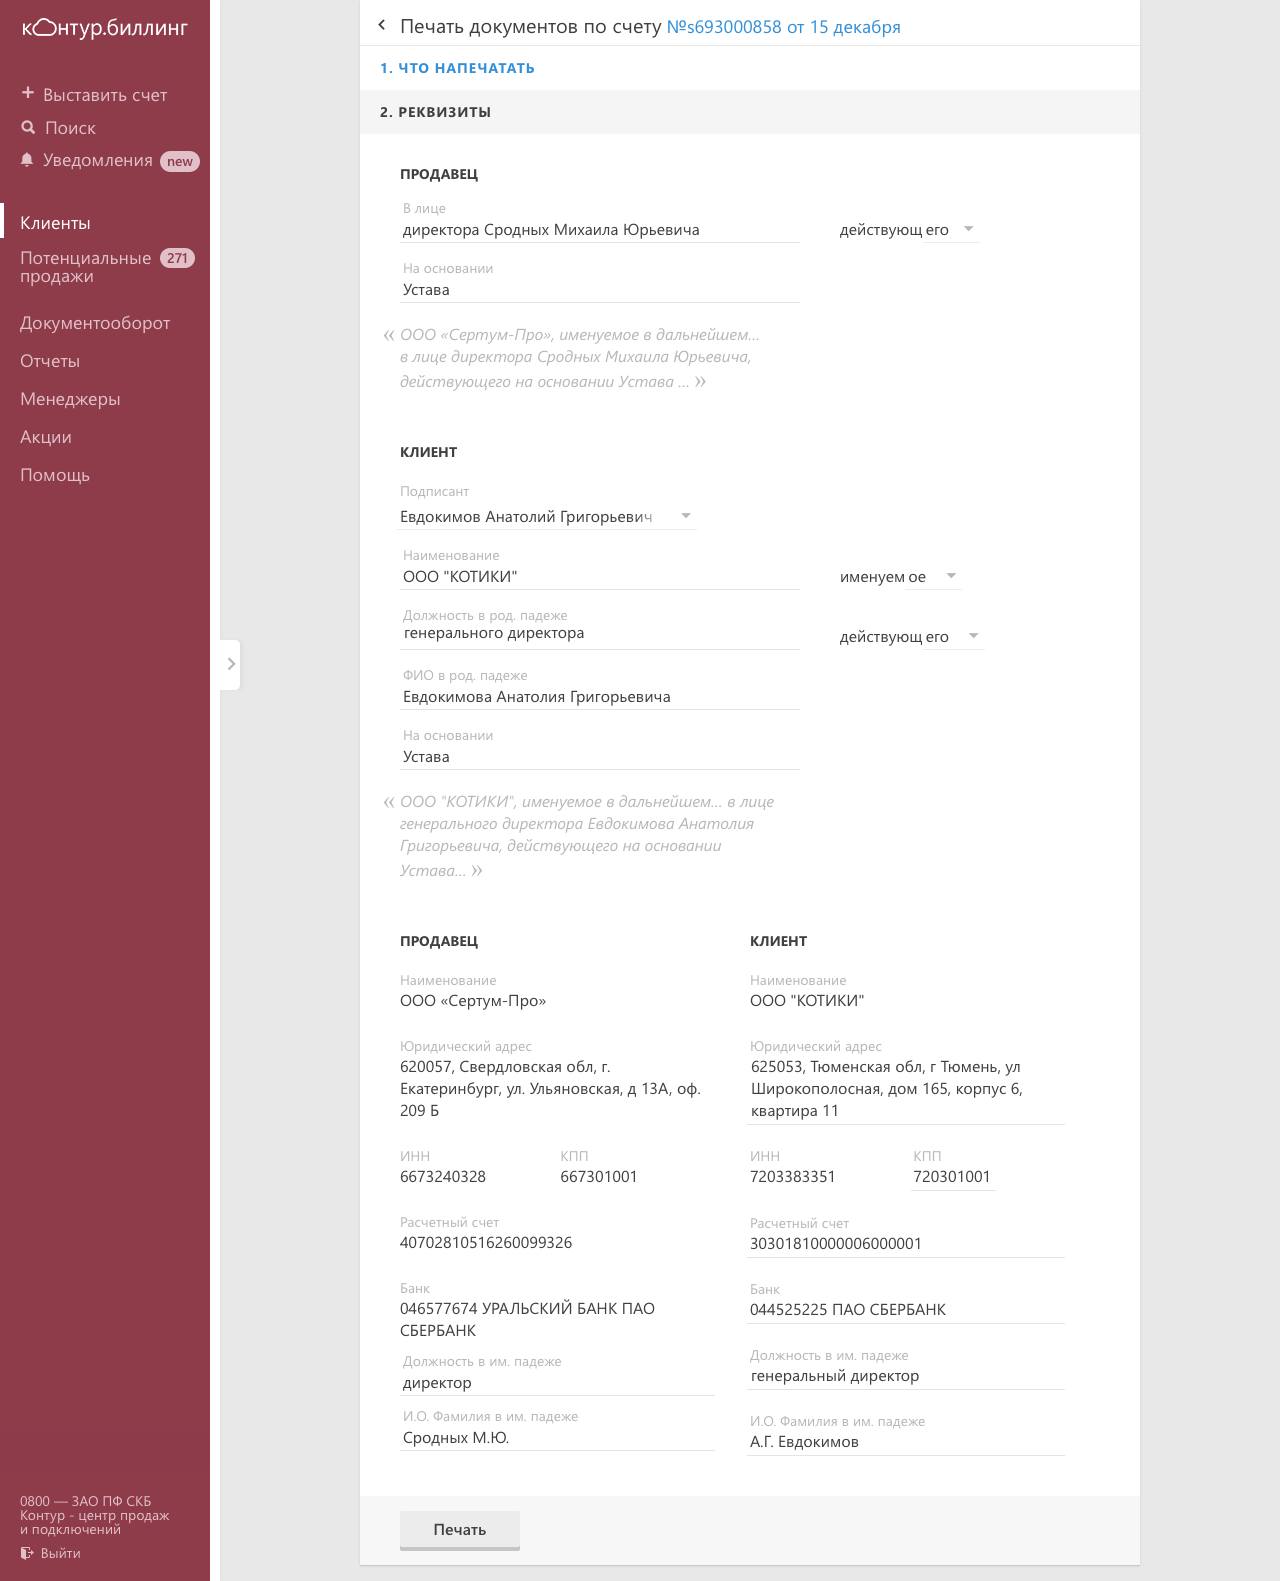 контур.биллинг
Выставить счет
Поиск
Уведомления new
Клиенты
Потенциальные 271
продажи
Документооборот
Отчеты
Менеджеры
Акции
Помощь
0800 — ЗАО ПФ СКБ
Контур - центр продаж
и подключений
Выйти
Печать документов по счету №s693000858 от 15 декабря
1. ЧТО НАПЕЧАТАТЬ
2. РЕКВИЗИТЫ
ПРОДАВЕЦ
В лице
директора Сродных Михаила Юрьевича
действующ его
На основании
Устава
« ООО «Сертум-Про», именуемое в дальнейшем...
в лице директора Сродных Михаила Юрьевича,
действующего на основании Устава ... »
КЛИЕНТ
Подписант
Евдокимов Анатолий Григорьевич
Наименование
ООО "КОТИКИ"
именуем ое
Должность в род. падеже
генерального директора
действующ его
ФИО в род. падеже
Евдокимова Анатолия Григорьевича
На основании
Устава
« ООО "КОТИКИ", именуемое в дальнейшем... в лице
генерального директора Евдокимова Анатолия
Григорьевича, действующего на основании
Устава... »
ПРОДАВЕЦ
Наименование
ООО «Сертум-Про»
Юридический адрес
620057, Свердловская обл, г.
Екатеринбург, ул. Ульяновская, д 13А, оф.
209 Б
ИНН КПП
6673240328 667301001
Расчетный счет
40702810516260099326
Банк
046577674 УРАЛЬСКИЙ БАНК ПАО
СБЕРБАНК
Должность в им. падеже
директор
И.О. Фамилия в им. падеже
Сродных М.Ю.
КЛИЕНТ
Наименование
ООО "КОТИКИ"
Юридический адрес
625053, Тюменская обл, г Тюмень, ул
Широкополосная, дом 165, корпус 6,
квартира 11
ИНН КПП
7203383351 720301001
Расчетный счет
30301810000006000001
Банк
044525225 ПАО СБЕРБАНК
Должность в им. падеже
генеральный директор
И.О. Фамилия в им. падеже
А.Г. Евдокимов
Печать